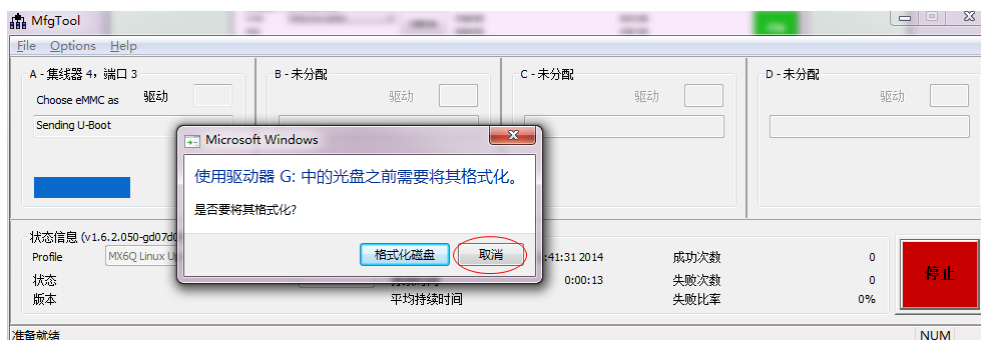 MfgTool
File Options Help
A - 集线器 4，端口 3
B - 未分配
C - 未分配
D - 未分配
Choose eMMC as 驱动
驱动
驱动
驱动
Sending U-Boot
Microsoft Windows
使用驱动器 G: 中的光盘之前需要将其格式化。
是否要将其格式化?
格式化磁盘
取消
状态信息 (v1.6.2.050-gd07d0
Profile MX6Q Linux U
:41:31 2014
成功次数 0
状态
0:00:13
失败次数 0
版本
平均持续时间
失败比率 0%
停止
准备就绪
NUM